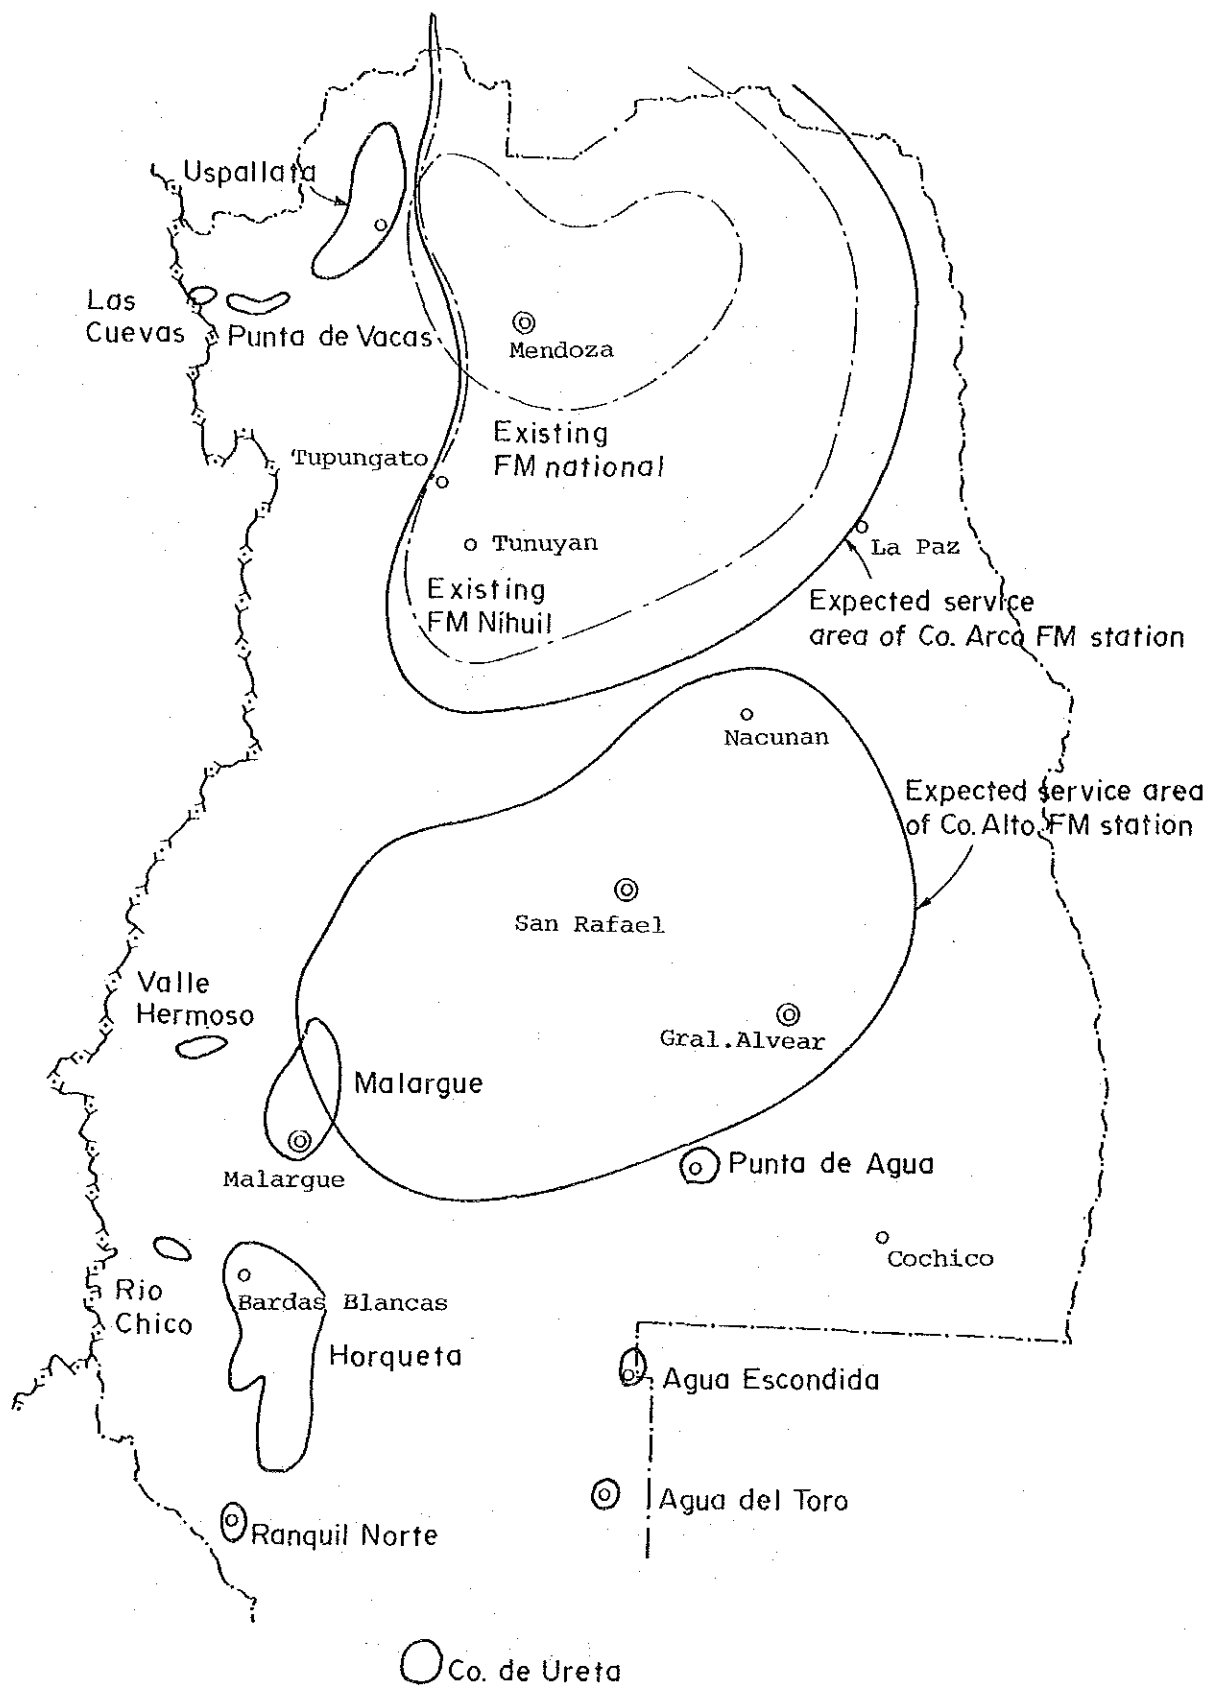 Uspallata
Las
Cuevas
Punta de Vacas
Mendoza
Existing
FM national
Tupungato
Tunuyan
La Paz
Existing
FM Nihuil
Expected service
area of Co. Arco FM station
Nacunan
Expected service area
of Co. Alto. FM station
San Rafael
Valle
Hermoso
Gral.Alvear
Malargue
Malargue
Punta de Agua
Cochico
Rio
Chico
Bardas Blancas
Horqueta
Agua Escondida
Agua del Toro
Ranquil Norte
Co. de Ureta